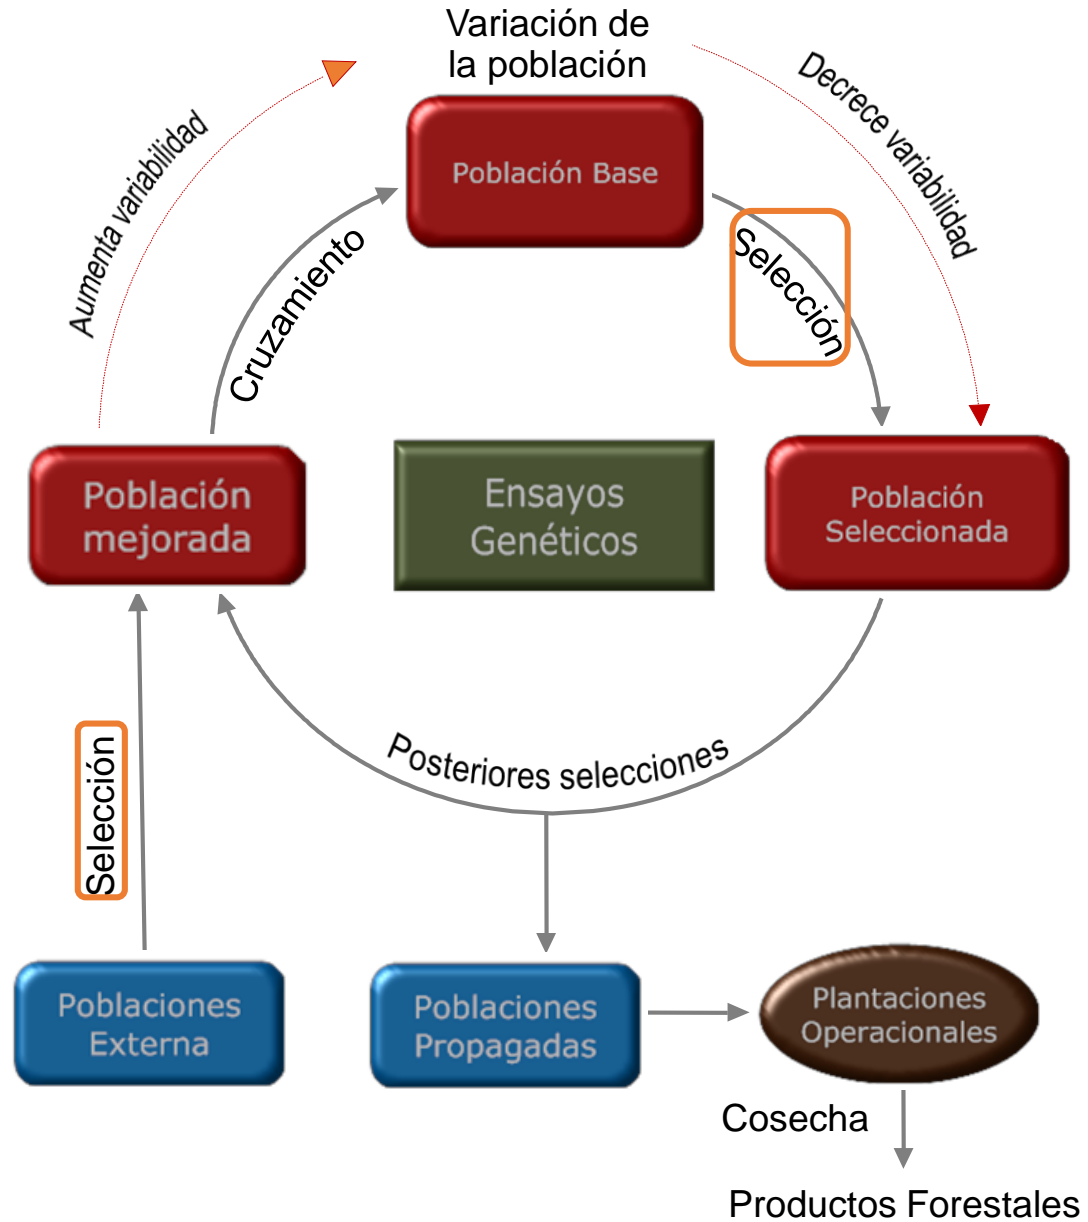 Variación de
la población
Aumenta variabilidad
Decrece variabilidad
Población Base
Cruzamiento
Selección
Población
mejorada
Ensayos
Genéticos
Población
Seleccionada
Posteriores selecciones
Selección
Poblaciones
Externa
Poblaciones
Propagadas
Plantaciones
Operacionales
Cosecha
Productos Forestales